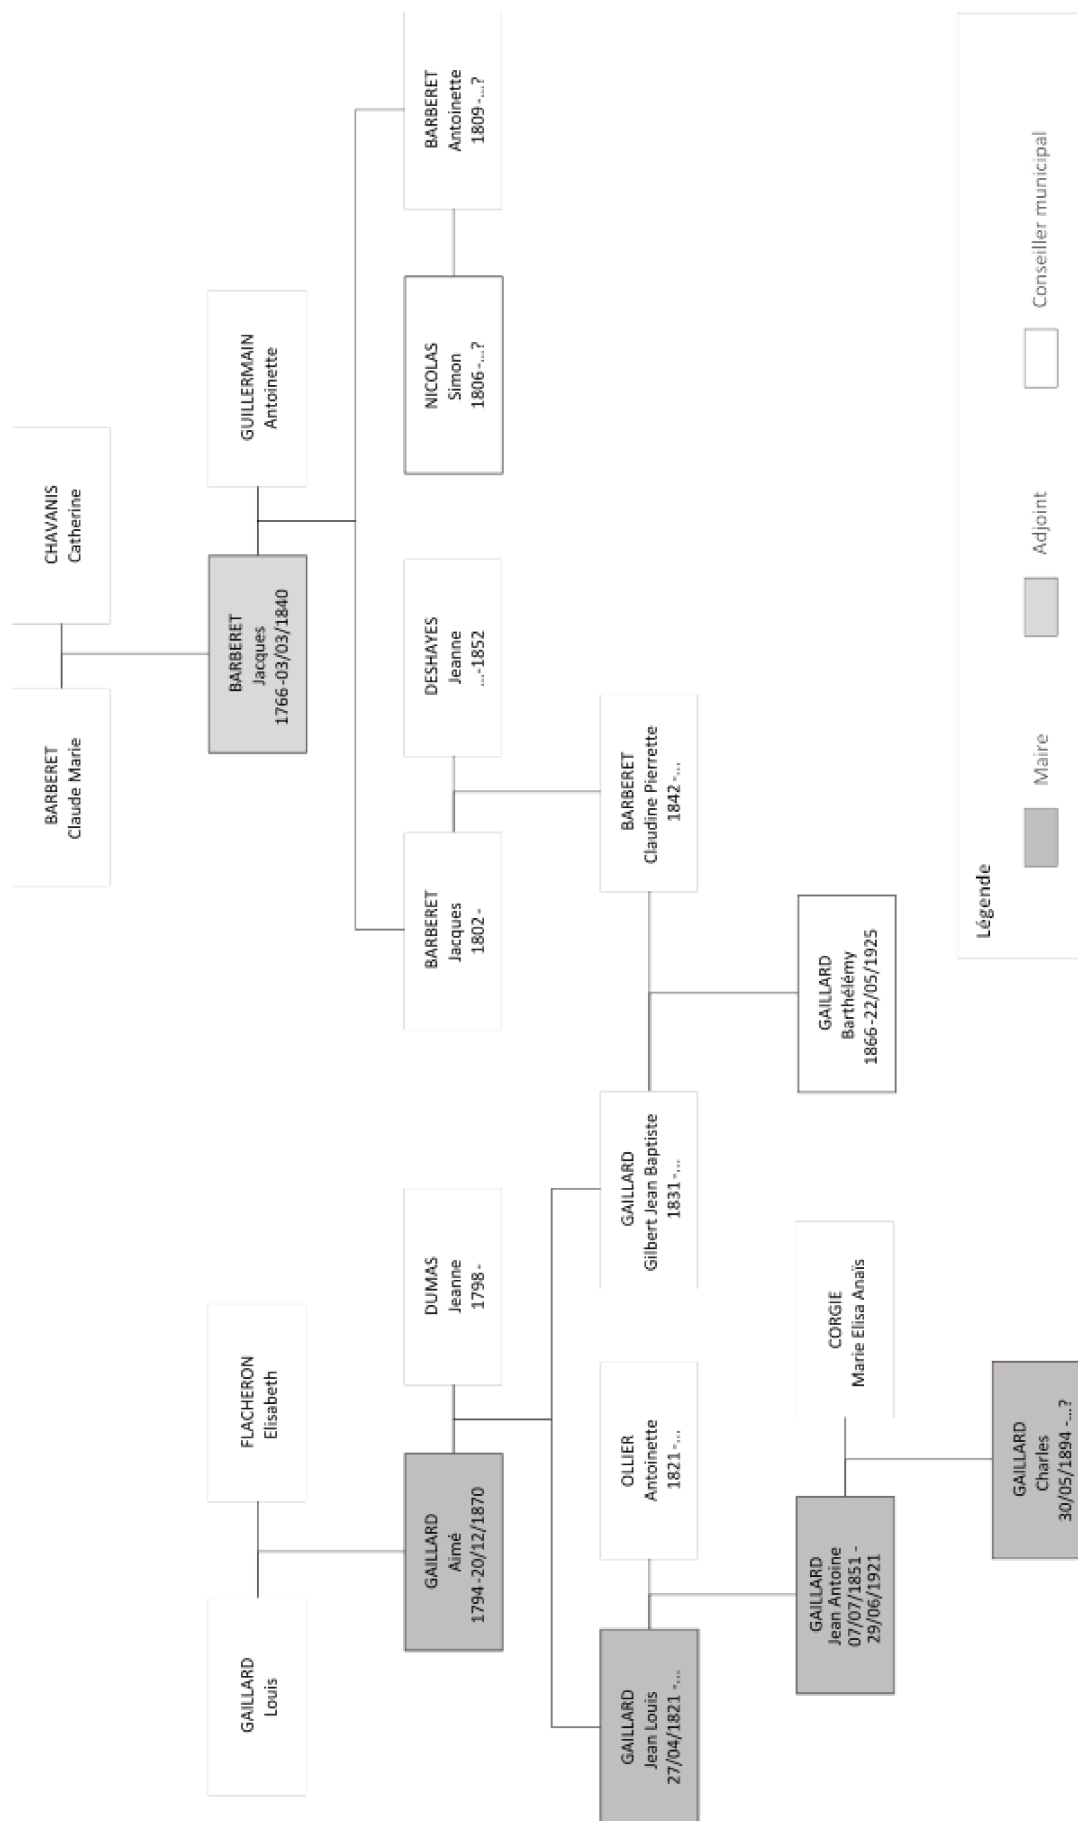 BARBERET
Claude Marie
CHAVANIS
Catherine
GAILLARD
Louis
FLACHERON
Elisabeth
BARBERET
Jacques
1766-03/03/1840
GUILLERMAIN
Antoinette
GAILLARD
Aimé
1794-20/12/1870
DUMAS
Jeanne
1798-
BARBERET
Jacques
1802-
DESHAYES
Jeanne
...-1852
NICOLAS
Simon
1806-...?
BARBERET
Antoinette
1809-...?
GAILLARD
Jean Louis
27/04/1821-...
OLLIER
Antoinette
1821-...
GAILLARD
Gilbert Jean Baptiste
1831-...
BARBERET
Claudine Pierrette
1842-...
GAILLARD
Jean Antoine
07/07/1851-
29/06/1921
CORGIE
Marie Elisa Anaïs
GAILLARD
Barthélémy
1866-22/05/1925
GAILLARD
Charles
30/05/1894-...?
Légende
Maire
Adjoint
Conseiller municipal